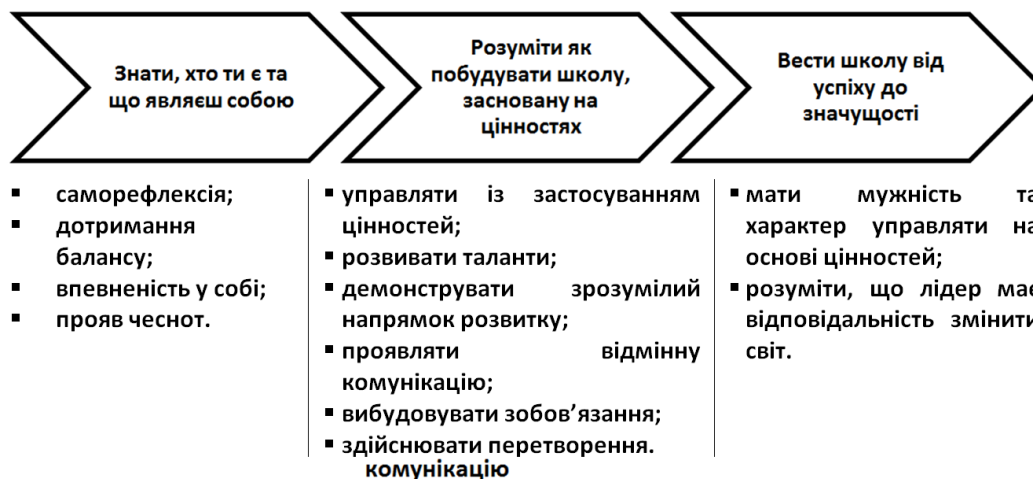 Знати, хто ти є та
що являєш собою
Розуміти як
побудувати школу,
засновану на
цінностях
Вести школу від
успіху до
значущості
▪ саморефлексія;
▪ дотримання
балансу;
▪ впевненість у собі;
▪ прояв чеснот.
▪ управляти із застосуванням
цінностей;
▪ розвивати таланти;
▪ демонструвати зрозумілий
напрямок розвитку;
▪ проявляти відмінну
комунікацію;
▪ вибудовувати зобов’язання;
▪ здійснювати перетворення.
комунікацію
▪ мати мужність та
характер управляти на
основі цінностей;
▪ розуміти, що лідер має
відповідальність змінити
світ.